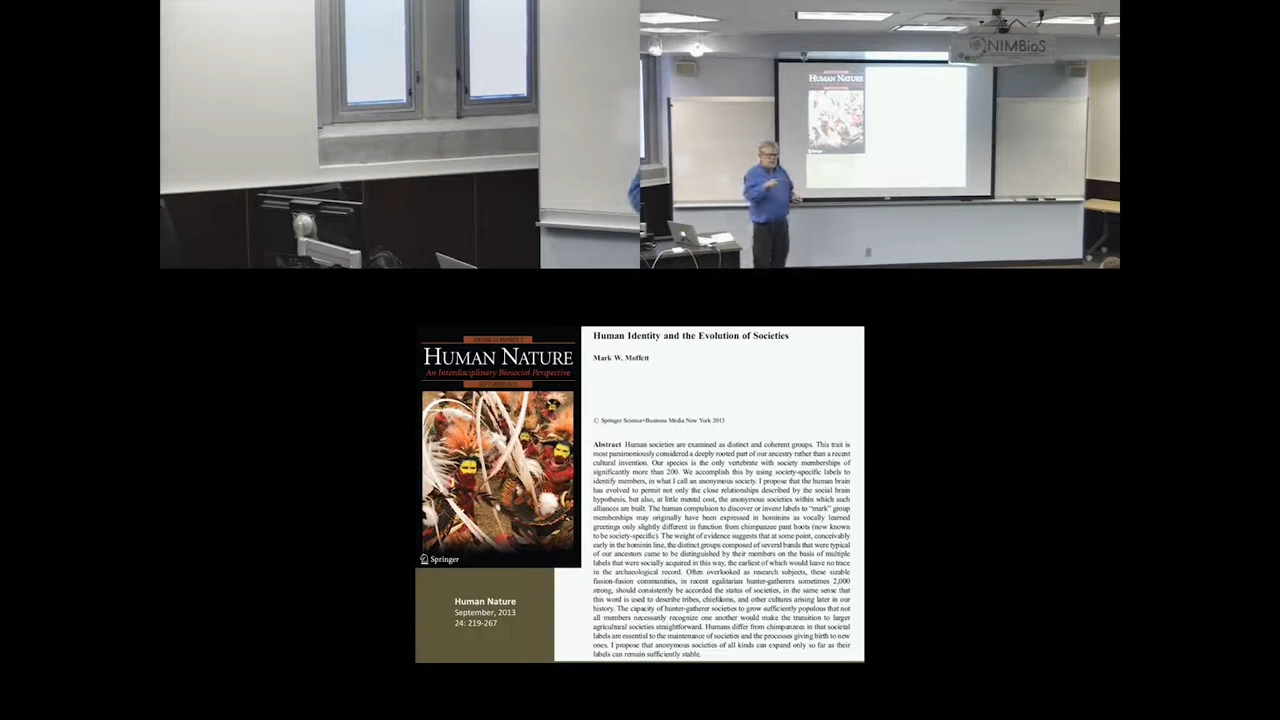 NIMBioS
HUMAN NATURE
Human Identity and the Evolution of Societies
Mark W. Moffett
© Springer Science+Business Media New York 2013
Abstract Human societies are examined as distinct and coherent groups. This trait is
most parsimoniously considered a deeply rooted part of our ancestry rather than a recent
cultural invention. Our species is the only vertebrate with society memberships of
significantly more than 200. We accomplish this by using society-specific labels to
identify members, in what I call an anonymous society. I propose that the human brain
has evolved to permit not only the close relationships described by the social brain
hypothesis, but also, at little mental cost, the anonymous societies within which such
alliances are built. The human compulsion to discover or invent labels to “mark” group
memberships may originally have been expressed in hominins as vocally learned
greetings only slightly different in function from chimpanzee pant hoots (now known
to be society-specific). The weight of evidence suggests that at some point, conceivably
early in the hominin line, the distinct groups composed of several bands that were typical
of our ancestors came to be distinguished by their members on the basis of multiple
labels that were socially acquired in this way, the earliest of which would leave no trace
in the archaeological record. Often overlooked as research subjects, these sizable
fission-fusion communities, in recent egalitarian hunter-gatherers sometimes 2,000
strong, should consistently be accorded the status of societies, in the same sense that
this word is used to describe tribes, chiefdoms, and other cultures arising later in our
history. The capacity of hunter-gatherer societies to grow sufficiently populous that not
all members necessarily recognize one another would make the transition to larger
agricultural societies straightforward. Humans differ from chimpanzees in that societal
labels are essential to the maintenance of societies and the processes giving birth to new
ones. I propose that anonymous societies of all kinds can expand only so far as their
labels can remain sufficiently stable.
HUMAN NATURE
An Interdisciplinary Biosocial Perspective
Springer
Human Nature
September, 2013
24: 219-267